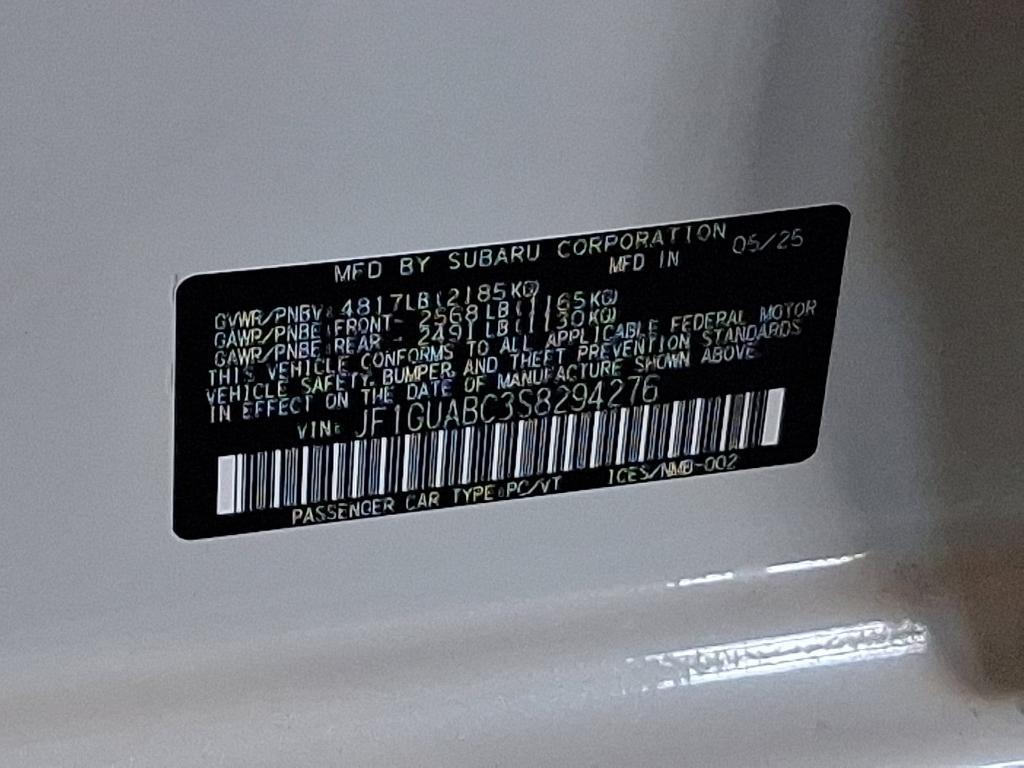 MFD BY SUBARU CORPORATION
MFD IN 05/25
GVWR/PNBV: 4817LB(2185KG)
GAWR/PNBE:FRONT- 2568LB(1165KG)
GAWR/PNBE:REAR - 2491LB(1130KG)
THIS VEHICLE CONFORMS TO ALL APPLICABLE FEDERAL MOTOR
VEHICLE SAFETY, BUMPER, AND THEFT PREVENTION STANDARDS
IN EFFECT ON THE DATE OF MANUFACTURE SHOWN ABOVE
VIN: JF1GUABC3S8294276
PASSENGER CAR TYPE:PC/VT ICES/NMB-002